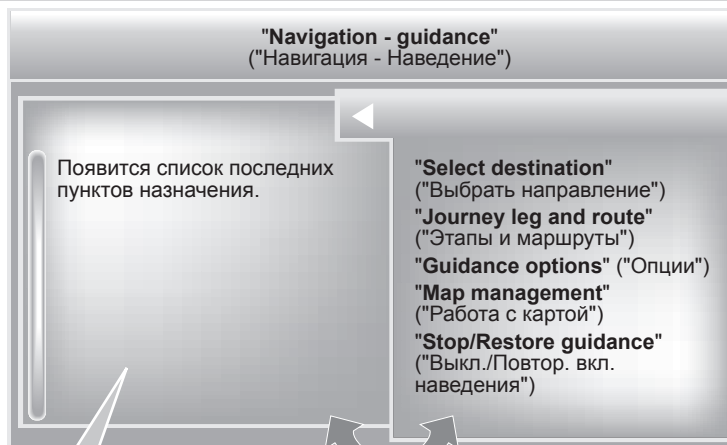 "Navigation - guidance"
("Навигация - Наведение")
Появится список последних
пунктов назначения.
"Select destination"
("Выбрать направление")
"Journey leg and route"
("Этапы и маршруты")
"Guidance options" ("Опции")
"Map management"
("Работа с картой")
"Stop/Restore guidance"
("Выкл./Повтор. вкл.
наведения")